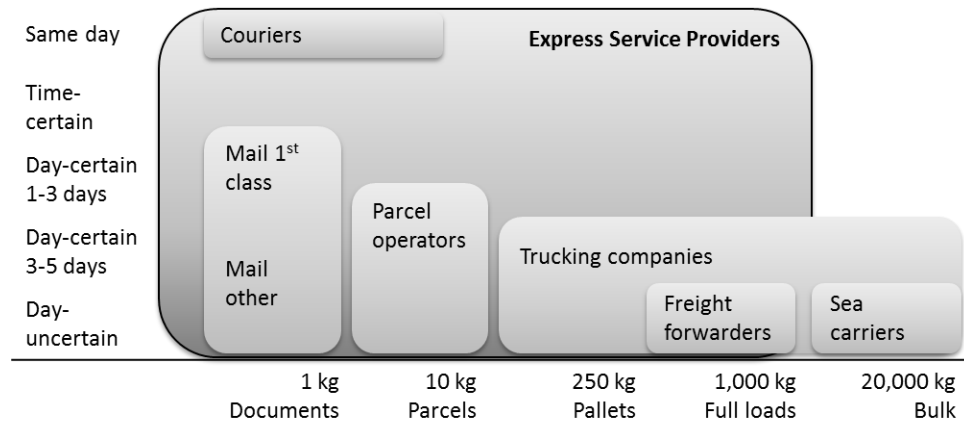 Same day
Couriers
Express Service Providers
Time-
certain
Mail 1st
class
Day-certain
1-3 days
Parcel
operators
Day-certain
3-5 days
Trucking companies
Mail
other
Day-
uncertain
Freight
forwarders
Sea
carriers
1 kg
Documents
10 kg
Parcels
250 kg
Pallets
1,000 kg
Full loads
20,000 kg
Bulk